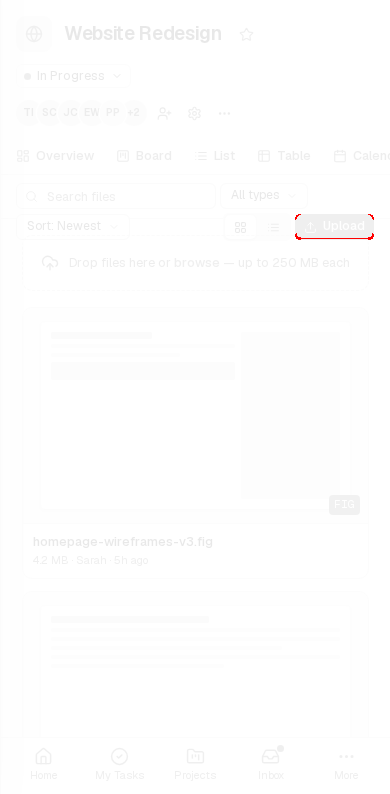 Website Redesign
In Progress
TI SC JC EW PP +2
Overview Board List Table Calen
Search files All types
Sort: Newest Upload
Drop files here or browse — up to 250 MB each
FIG
homepage-wireframes-v3.fig
4.2 MB · Sarah · 5h ago
Home My Tasks Projects Inbox More